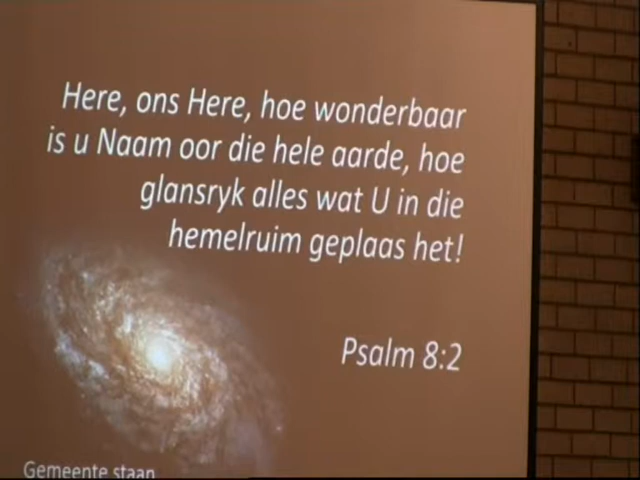 Here, ons Here, hoe wonderbaar
is u Naam oor die hele aarde, hoe
glansryk alles wat U in die
hemelruim geplaas het!
Psalm 8:2
Gemeente staan